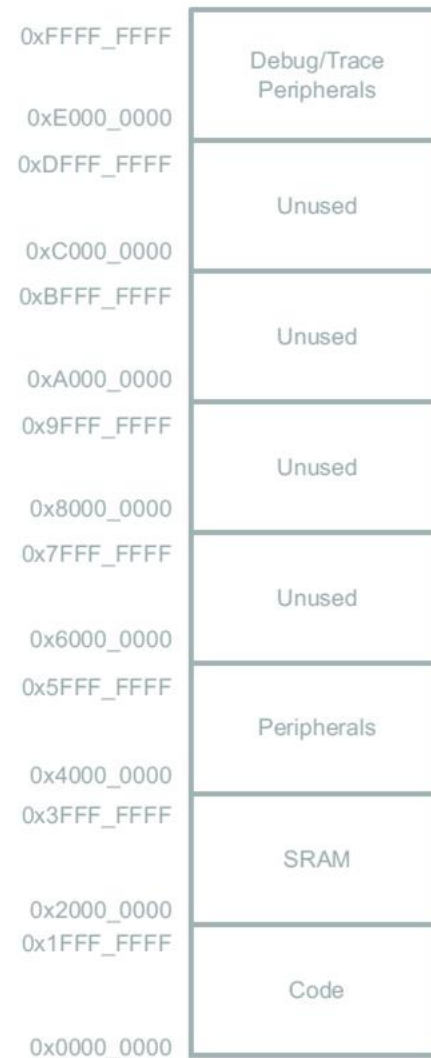 0xFFFF_FFFF
Debug/Trace
Peripherals
0xE000_0000
0xDFFF_FFFF
Unused
0xC000_0000
0xBFFF_FFFF
Unused
0xA000_0000
0x9FFF_FFFF
Unused
0x8000_0000
0x7FFF_FFFF
Unused
0x6000_0000
0x5FFF_FFFF
Peripherals
0x4000_0000
0x3FFF_FFFF
SRAM
0x2000_0000
0x1FFF_FFFF
Code
0x0000_0000